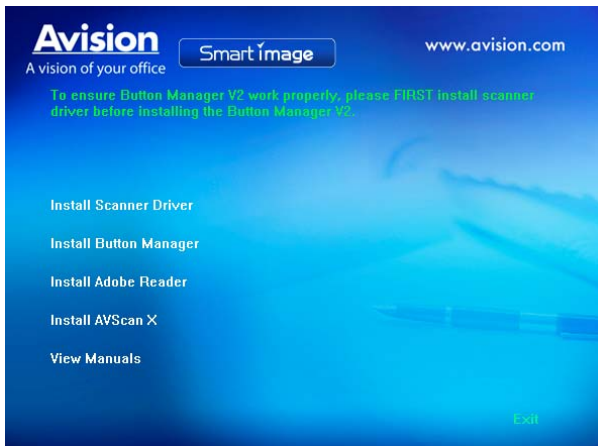 Avision
A vision of your office
Smart image
www.avision.com
To ensure Button Manager V2 work properly, please FIRST install scanner
driver before installing the Button Manager V2.
Install Scanner Driver
Install Button Manager
Install Adobe Reader
Install AVScan X
View Manuals
Exit